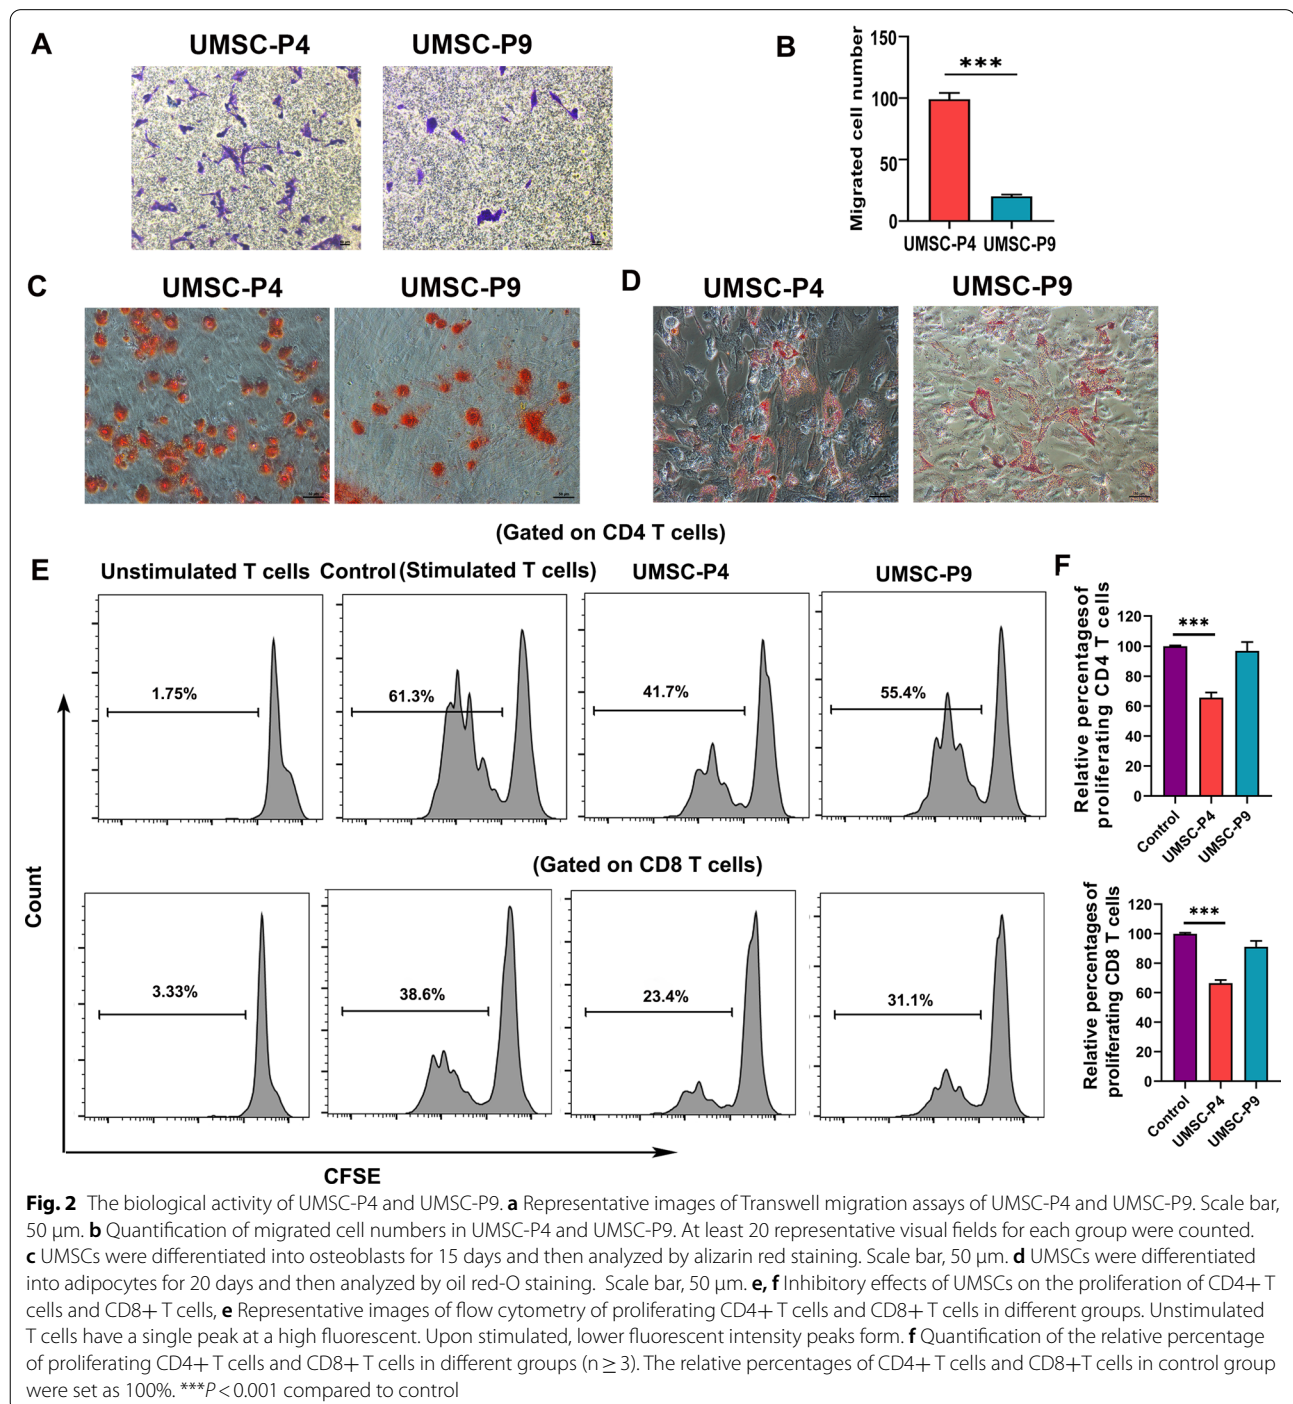 A
UMSC-P4
UMSC-P9
B
Migrated cell number
150
100
50
0
***
UMSC-P4 UMSC-P9
C
UMSC-P4
UMSC-P9
D
UMSC-P4
UMSC-P9
(Gated on CD4 T cells)
E
Unstimulated T cells
Control (Stimulated T cells)
UMSC-P4
UMSC-P9
1.75%
61.3%
41.7%
55.4%
(Gated on CD8 T cells)
3.33%
38.6%
23.4%
31.1%
Count
CFSE
F
Relative percentages of
proliferating CD4 T cells
120
100
80
60
40
20
0
***
Control
UMSC-P4
UMSC-P9
Relative percentages of
proliferating CD8 T cells
120
100
80
60
40
20
0
***
Control
UMSC-P4
UMSC-P9
Fig. 2 The biological activity of UMSC-P4 and UMSC-P9. a Representative images of Transwell migration assays of UMSC-P4 and UMSC-P9. Scale bar,
50 µm. b Quantification of migrated cell numbers in UMSC-P4 and UMSC-P9. At least 20 representative visual fields for each group were counted.
c UMSCs were differentiated into osteoblasts for 15 days and then analyzed by alizarin red staining. Scale bar, 50 µm. d UMSCs were differentiated
into adipocytes for 20 days and then analyzed by oil red-O staining. Scale bar, 50 µm. e, f Inhibitory effects of UMSCs on the proliferation of CD4+ T
cells and CD8+ T cells, e Representative images of flow cytometry of proliferating CD4+ T cells and CD8+ T cells in different groups. Unstimulated
T cells have a single peak at a high fluorescent. Upon stimulated, lower fluorescent intensity peaks form. f Quantification of the relative percentage
of proliferating CD4+ T cells and CD8+ T cells in different groups (n ≥ 3). The relative percentages of CD4+ T cells and CD8+T cells in control group
were set as 100%. ***P < 0.001 compared to control